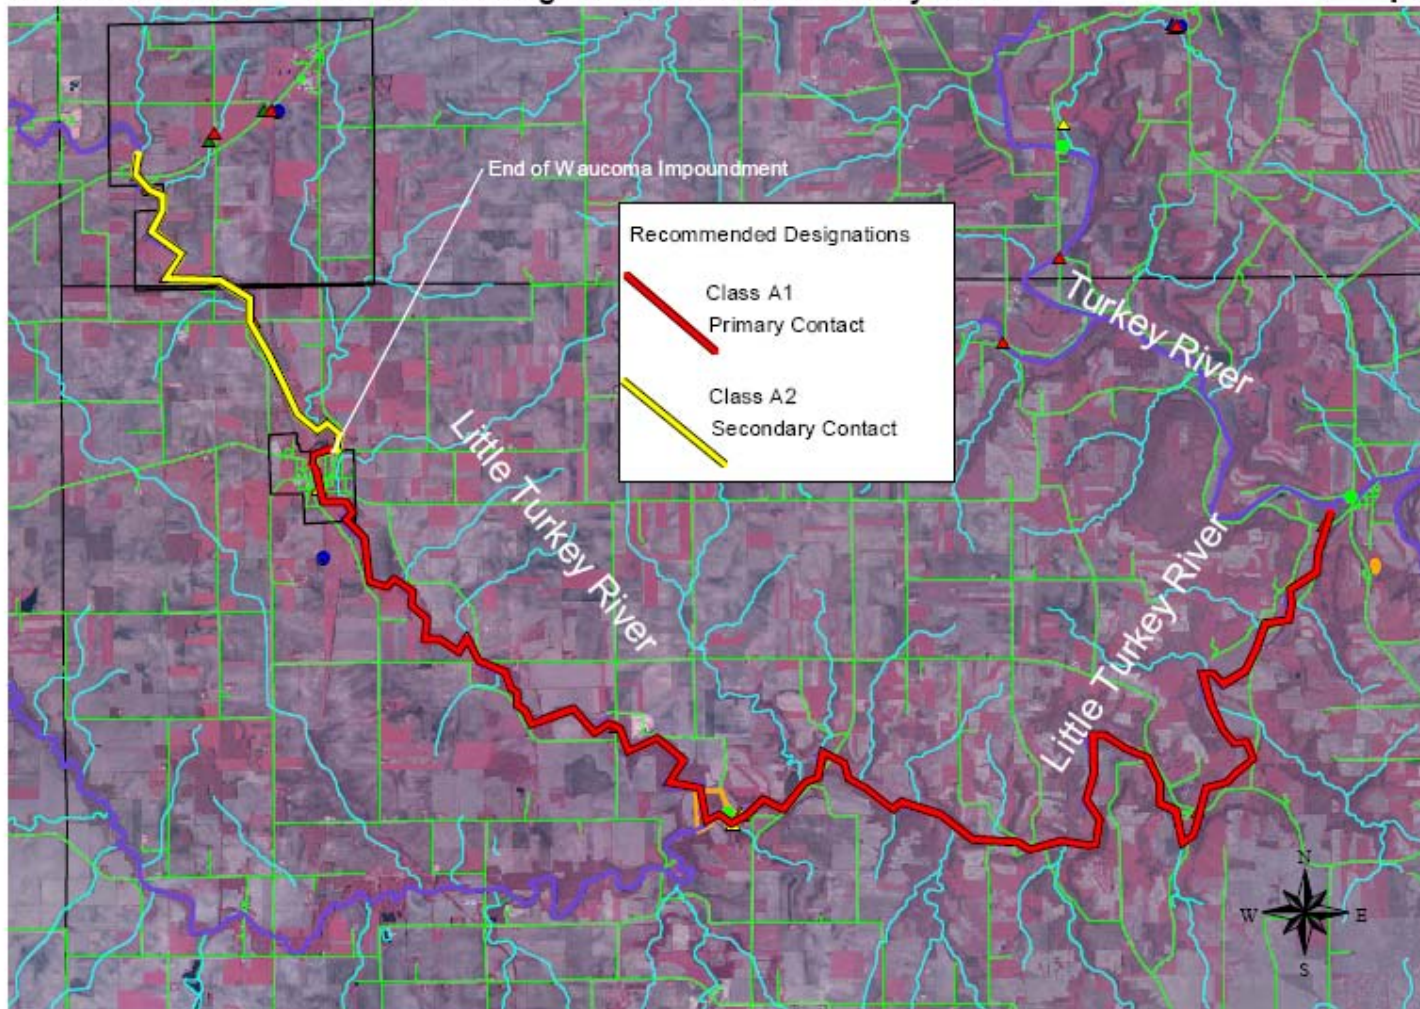 End of Waucoma Impoundment
Recommended Designations
Class A1
Primary Contact
Class A2
Secondary Contact
Turkey River
Little Turkey River
Little Turkey River
N
W
E
S